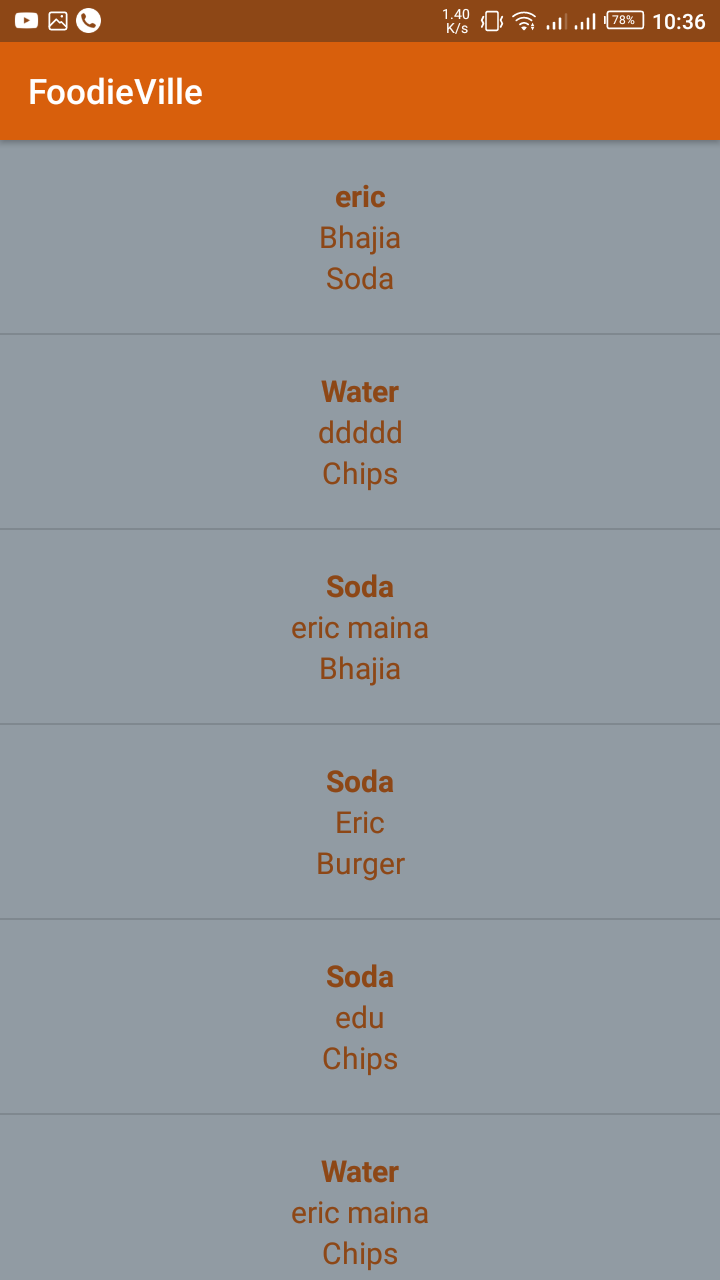 1.40
K/s
78%
10:36
FoodieVille
eric
Bhajia
Soda
Water
ddddd
Chips
Soda
eric maina
Bhajia
Soda
Eric
Burger
Soda
edu
Chips
Water
eric maina
Chips